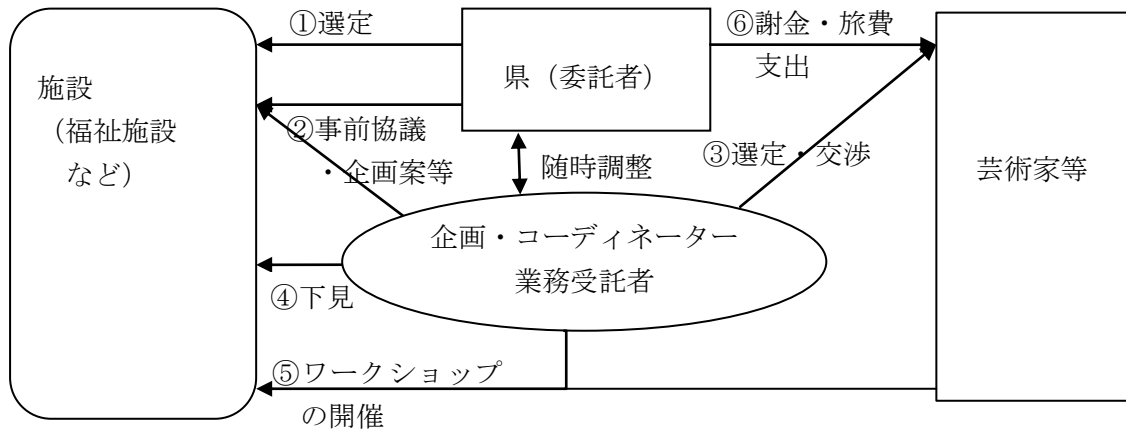 ①選定
⑥謝金・旅費
支出
施設
（福祉施設
など）
県（委託者）
②事前協議
・企画案等
随時調整
③選定・交渉
芸術家等
企画・コーディネーター
業務受託者
④下見
⑤ワークショップ
の開催